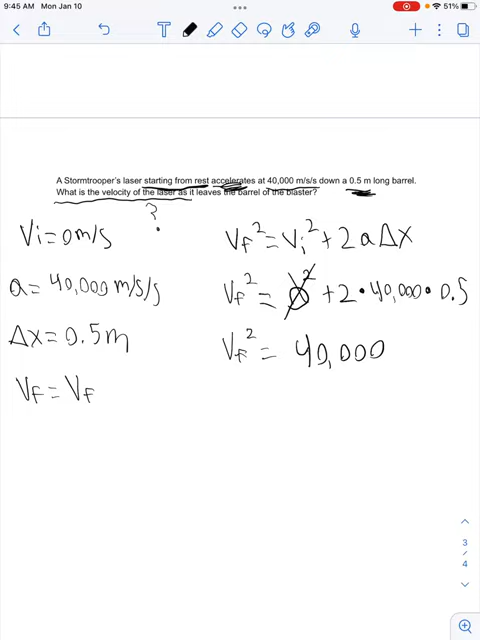 9:45 AM Mon Jan 10
51%
A Stormtrooper's laser starting from rest accelerates at 40,000 m/s/s down a 0.5 m long barrel.
What is the velocity of the laser as it leaves the barrel of the blaster?
?
Vi = 0 m/s
a = 40,000 m/s/s
Δx = 0.5 m
Vf = Vf
Vf² = Vi² + 2aΔx
Vf² = 0² + 2 • 40,000 • 0.5
Vf² = 40,000
3
/
4